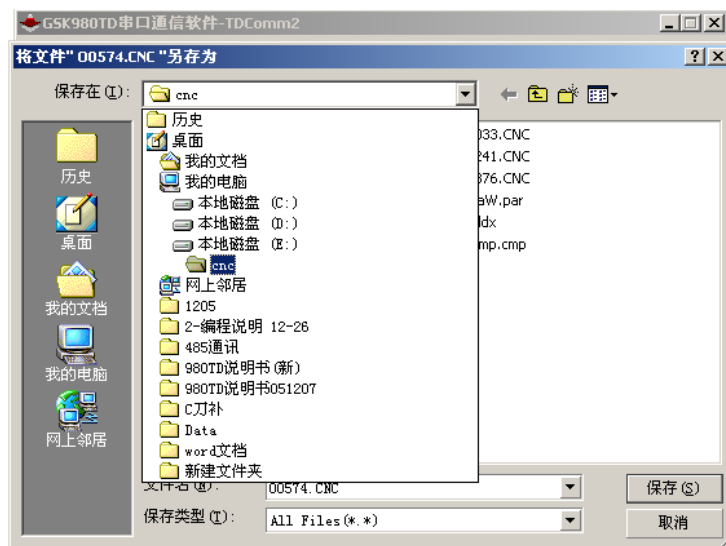 GSK980TD串口通信软件-TDComm2
将文件" O0574.CNC "另存为
保存在(I):
cnc
历史
桌面
我的文档
我的电脑
本地磁盘 (C:)
本地磁盘 (D:)
本地磁盘 (E:)
cnc
网上邻居
1205
2-编程说明 12-26
485通讯
980TD说明书(新)
980TD说明书051207
C刀补
Data
word文档
新建文件夹
033.CNC
241.CNC
376.CNC
aW.par
ldx
mp.cmp
历史
桌面
我的文档
我的电脑
网上邻居
文件名(N):
O0574.CNC
保存(S)
保存类型(T):
All Files(*.*)
取消